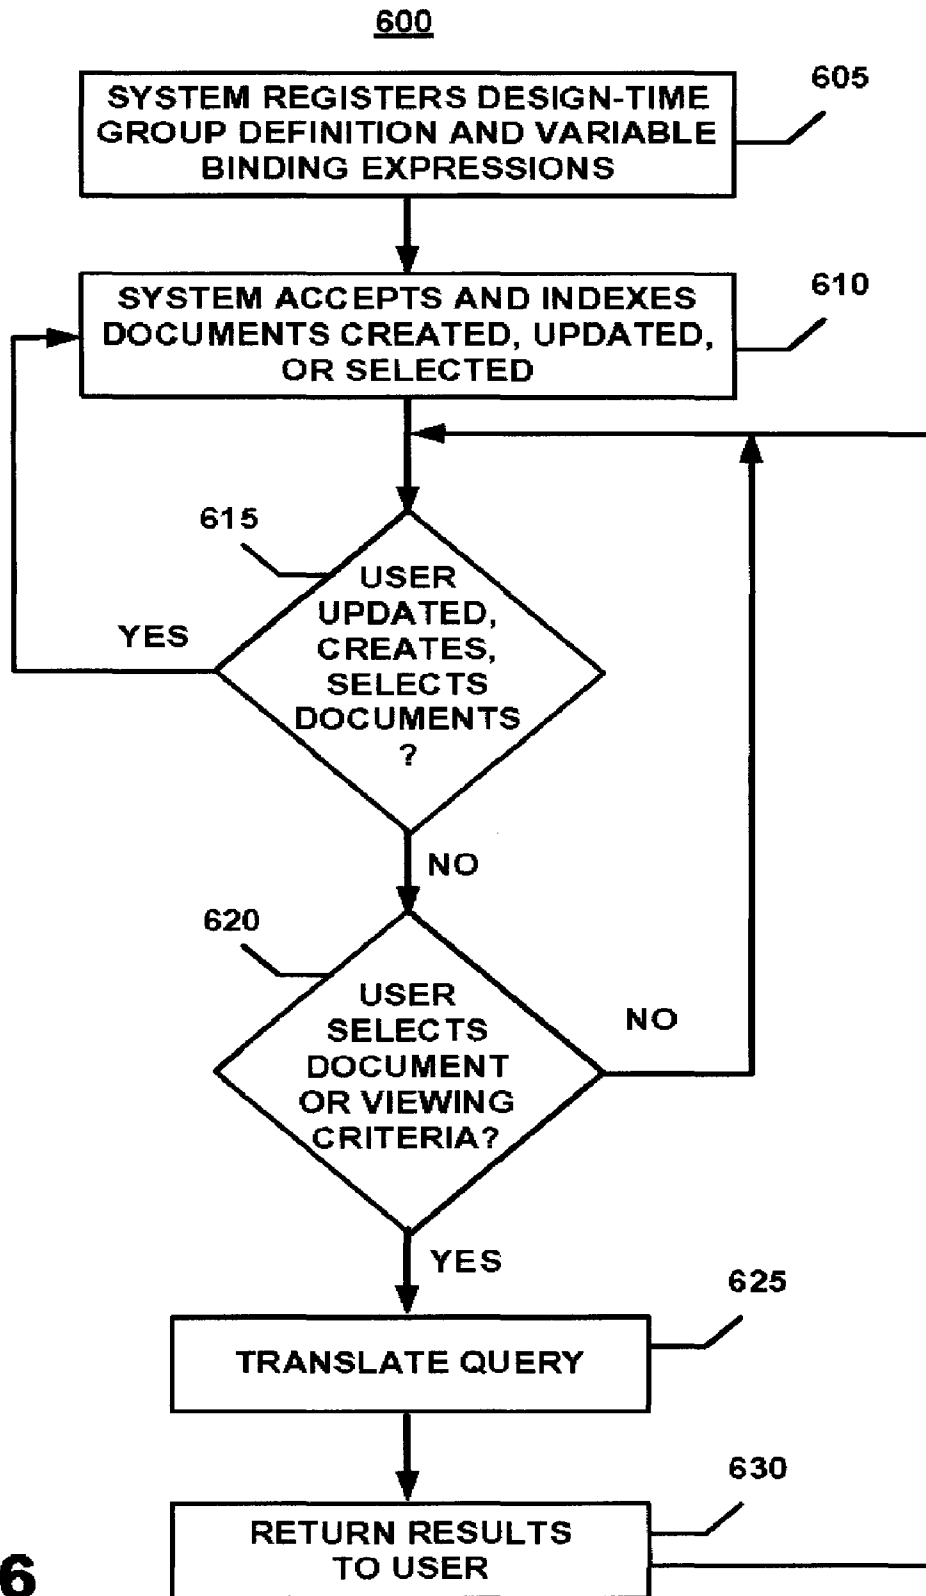 600
605
SYSTEM REGISTERS DESIGN-TIME
GROUP DEFINITION AND VARIABLE
BINDING EXPRESSIONS
610
SYSTEM ACCEPTS AND INDEXES
DOCUMENTS CREATED, UPDATED,
OR SELECTED
615
USER
UPDATED,
CREATES,
SELECTS
DOCUMENTS
?
YES
NO
620
USER
SELECTS
DOCUMENT
OR VIEWING
CRITERIA?
NO
YES
625
TRANSLATE QUERY
630
RETURN RESULTS
TO USER
6